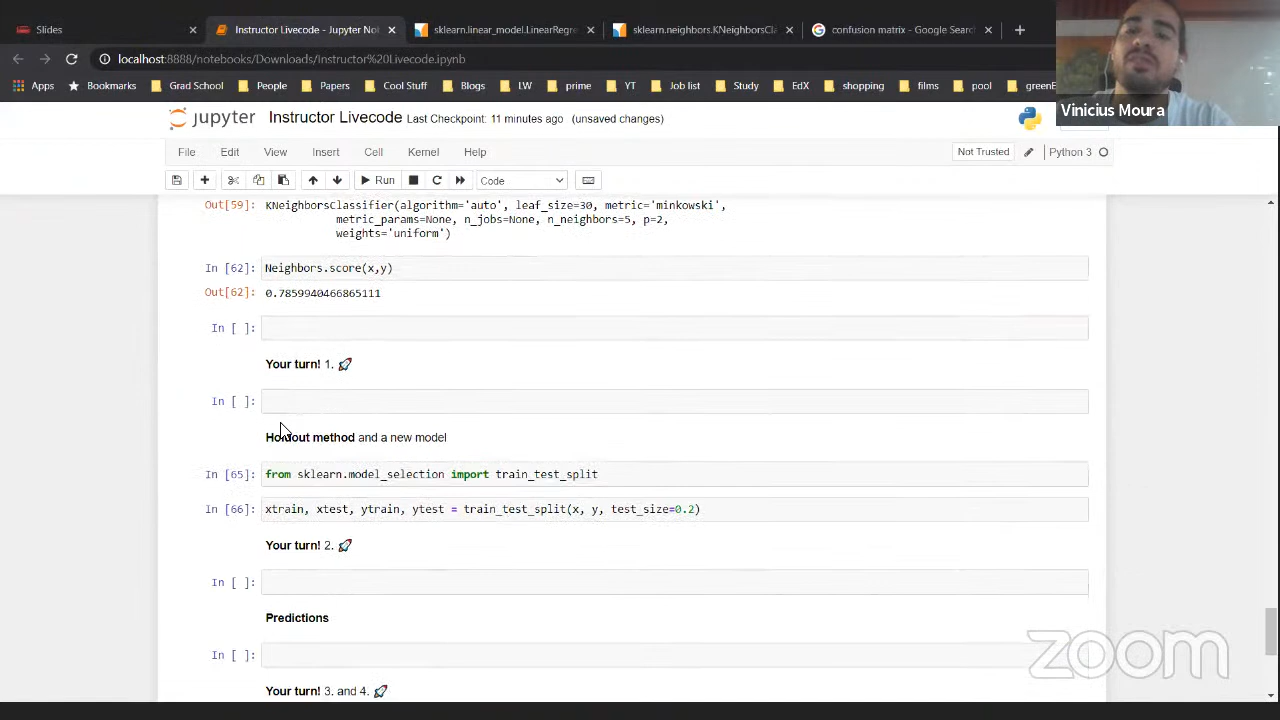 Slides
Instructor Livecode - Jupyter Not
sklearn.linear_model.LinearRegre
sklearn.neighbors.KNeighborsCl
confusion matrix - Google Search
localhost:8888/notebooks/Downloads/Instructor%20Livecode.ipynb
Apps Bookmarks Grad School People Papers Cool Stuff Blogs LW prime YT Job list Study EdX shopping films pool
Vinicius Moura
jupyter Instructor Livecode Last Checkpoint: 11 minutes ago (unsaved changes)
File Edit View Insert Cell Kernel Help Not Trusted Python 3
Run Code
Out[59]: KNeighborsClassifier(algorithm='auto', leaf_size=30, metric='minkowski',
metric_params=None, n_jobs=None, n_neighbors=5, p=2,
weights='uniform')
In [62]: Neighbors.score(x,y)
Out[62]: 0.7859940466865111
In [ ]:
Your turn! 1. 🚀
In [ ]:
Holdout method and a new model
In [65]: from sklearn.model_selection import train_test_split
In [66]: xtrain, xtest, ytrain, ytest = train_test_split(x, y, test_size=0.2)
Your turn! 2. 🚀
In [ ]:
Predictions
In [ ]:
Your turn! 3. and 4. 🚀
zoom